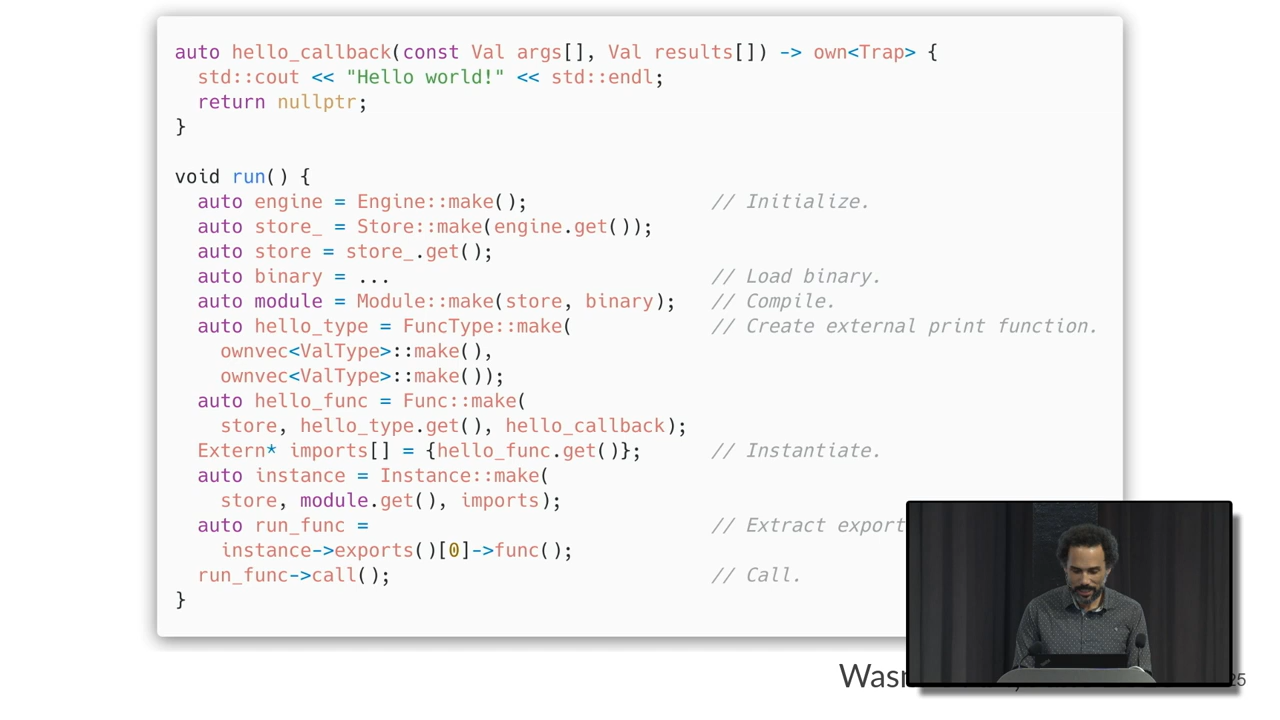 auto hello_callback(const Val args[], Val results[]) -> own<Trap> {
  std::cout << "Hello world!" << std::endl;
  return nullptr;
}
void run() {
  auto engine = Engine::make();                // Initialize.
  auto store_ = Store::make(engine.get());
  auto store = store_.get();
  auto binary = ...                            // Load binary.
  auto module = Module::make(store, binary);   // Compile.
  auto hello_type = FuncType::make(            // Create external print function.
    ownvec<ValType>::make(),
    ownvec<ValType>::make());
  auto hello_func = Func::make(
    store, hello_type.get(), hello_callback);
  Extern* imports[] = {hello_func.get()};      // Instantiate.
  auto instance = Instance::make(
    store, module.get(), imports);
  auto run_func =                              // Extract export
    instance->exports()[0]->func();
  run_func->call();                            // Call.
}
25